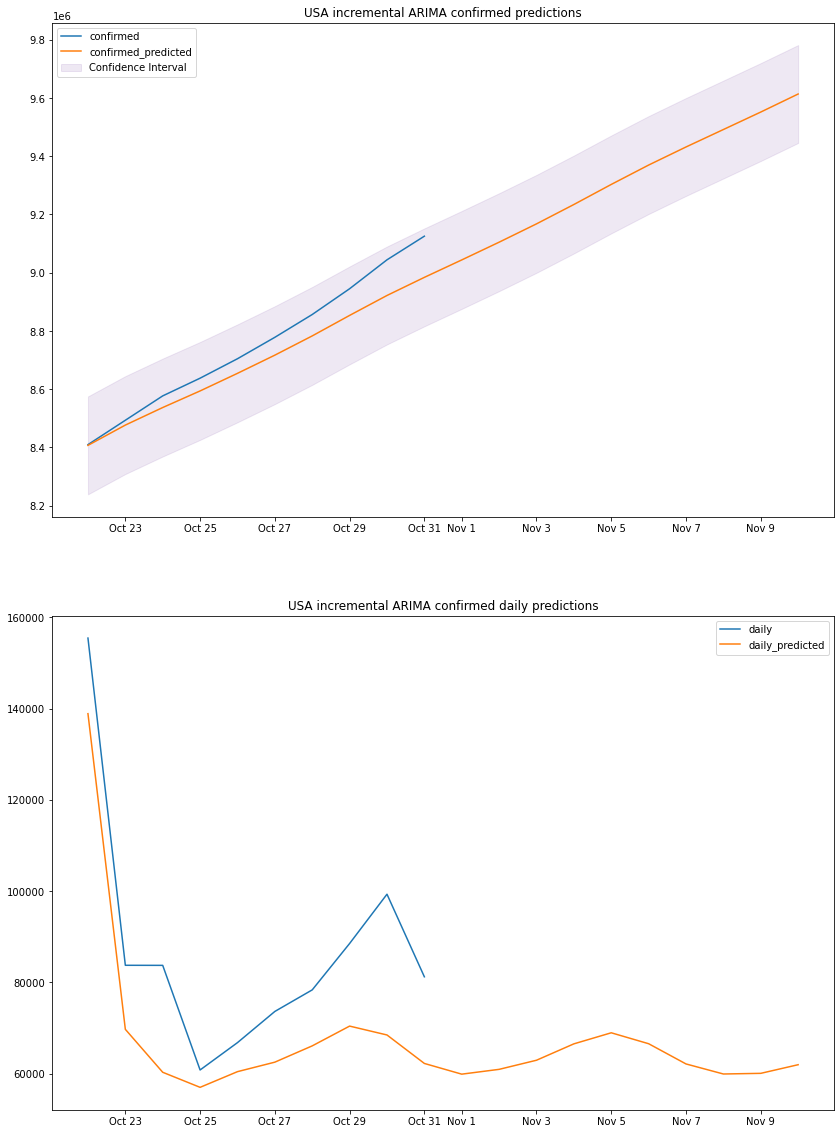 USA incremental ARIMA confirmed predictions
1e6
confirmed
confirmed_predicted
Confidence Interval
9.8
9.6
9.4
9.2
9.0
8.8
8.6
8.4
8.2
Oct 23 Oct 25 Oct 27 Oct 29 Oct 31 Nov 1 Nov 3 Nov 5 Nov 7 Nov 9
USA incremental ARIMA confirmed daily predictions
daily
daily_predicted
160000
140000
120000
100000
80000
60000
Oct 23 Oct 25 Oct 27 Oct 29 Oct 31 Nov 1 Nov 3 Nov 5 Nov 7 Nov 9